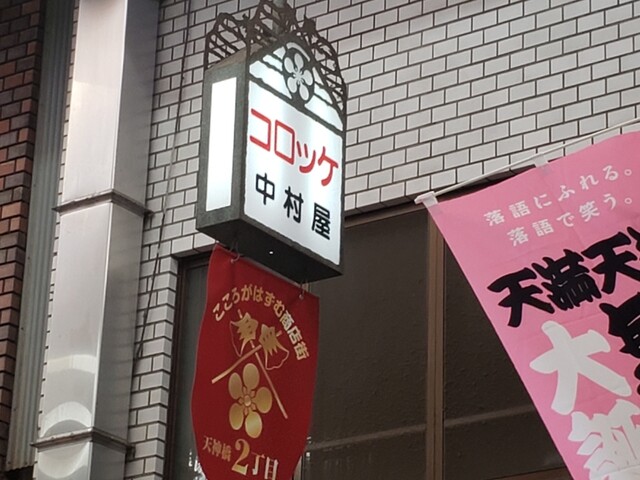 コロッケ
中村屋
こころがはずむ商店街
天神橋
2丁目
落語にふれる。
落語で笑う。
天満天
大